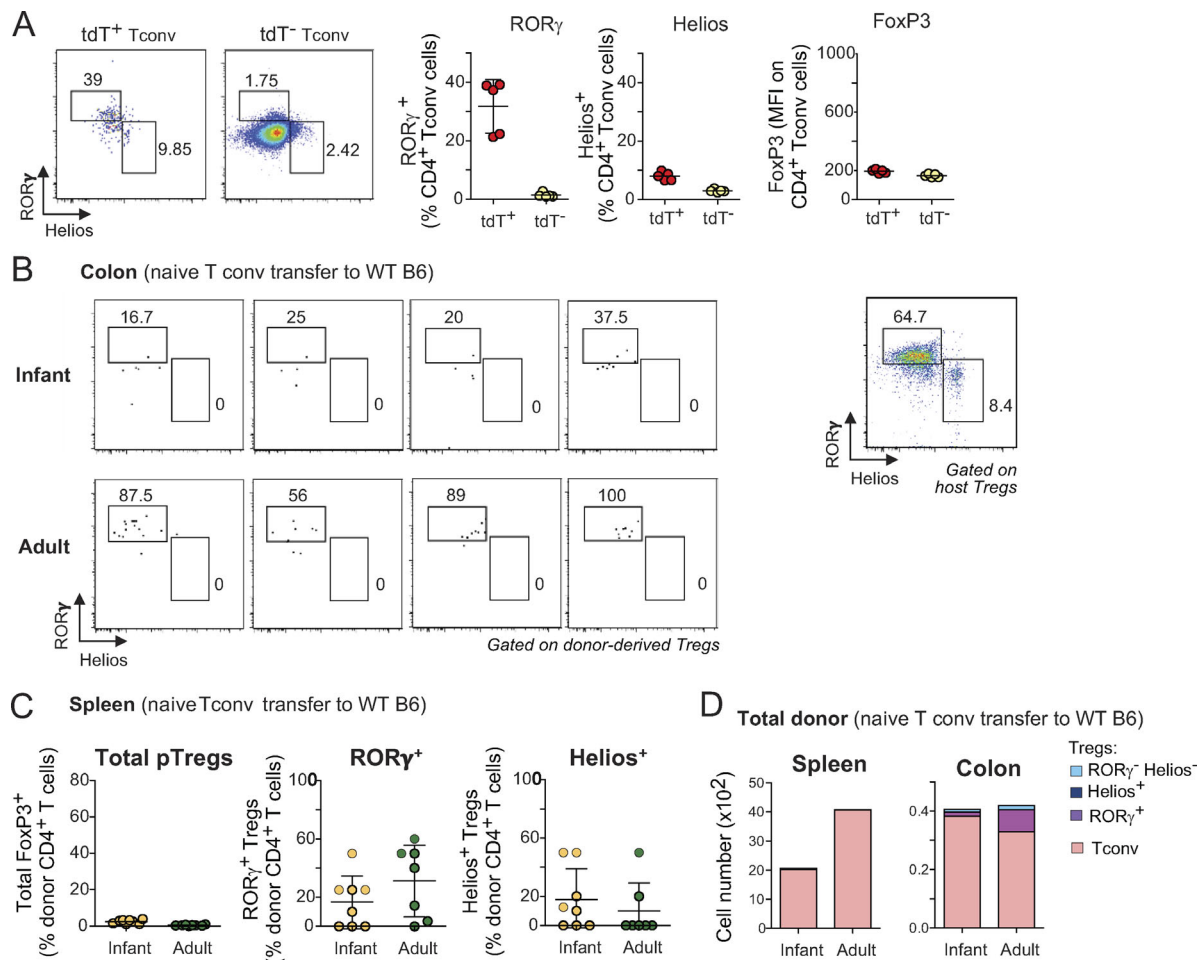 A
tdT+ Tconv
tdT- Tconv
39
9.85
1.75
2.42
RORγ
Helios
RORγ
RORγ+
(% CD4+ Tconv cells)
40
20
0
tdT+ tdT-
Helios
Helios+
(% CD4+ Tconv cells)
40
20
0
tdT+ tdT-
FoxP3
FoxP3 (MFI on
CD4+ Tconv cells)
1000
600
200
0
tdT+ tdT-
B
Colon (naive T conv transfer to WT B6)
Infant
16.7
0
25
0
20
0
37.5
0
64.7
8.4
RORγ
Helios
Gated on
host Tregs
Adult
87.5
0
56
0
89
0
100
0
RORγ
Helios
Gated on donor-derived Tregs
C
Spleen (naive Tconv transfer to WT B6)
Total pTregs
Total FoxP3+
(% donor CD4+ T cells)
80
60
40
20
0
Infant Adult
RORγ+
RORγ+ Tregs
(% donor CD4+ T cells)
100
80
60
40
20
0
Infant Adult
Helios+
Helios+ Tregs
(% donor CD4+ T cells)
100
80
60
40
20
0
Infant Adult
D
Total donor (naive T conv transfer to WT B6)
Spleen
Cell number (x10²)
50
40
30
20
10
0
Infant Adult
Colon
0.4
0.2
0.0
Infant Adult
Tregs:
RORγ- Helios-
Helios+
RORγ+
Tconv